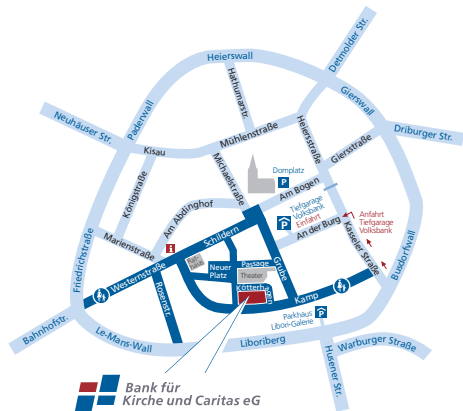 Heierswall
Detmolder Str.
Hathumarstr.
Gierswall
Paderwall
Neuhäuser Str.
Mühlenstraße
Heiersstraße
Driburger Str.
Kisau
Giersstraße
Michaelstraße
Domplatz
P
Königstraße
Am Bogen
Am Abdinghof
Tiefgarage
Volksbank
Einfahrt
P
Anfahrt
Tiefgarage
Volksbank
An der Burg
Kasseler Straße
Marienstraße
i
Schildern
Friedrichstraße
Rat-
haus
Neuer
Platz
Passage
Theater
Grube
Busdorfwall
Westernstraße
Kötterhagen
Kamp
Rosenstr.
Bahnhofstr.
Parkhaus
Libori-Galerie
P
Le-Mans-Wall
Liboriberg
Warburger Straße
Husener Str.
Bank für
Kirche und Caritas eG